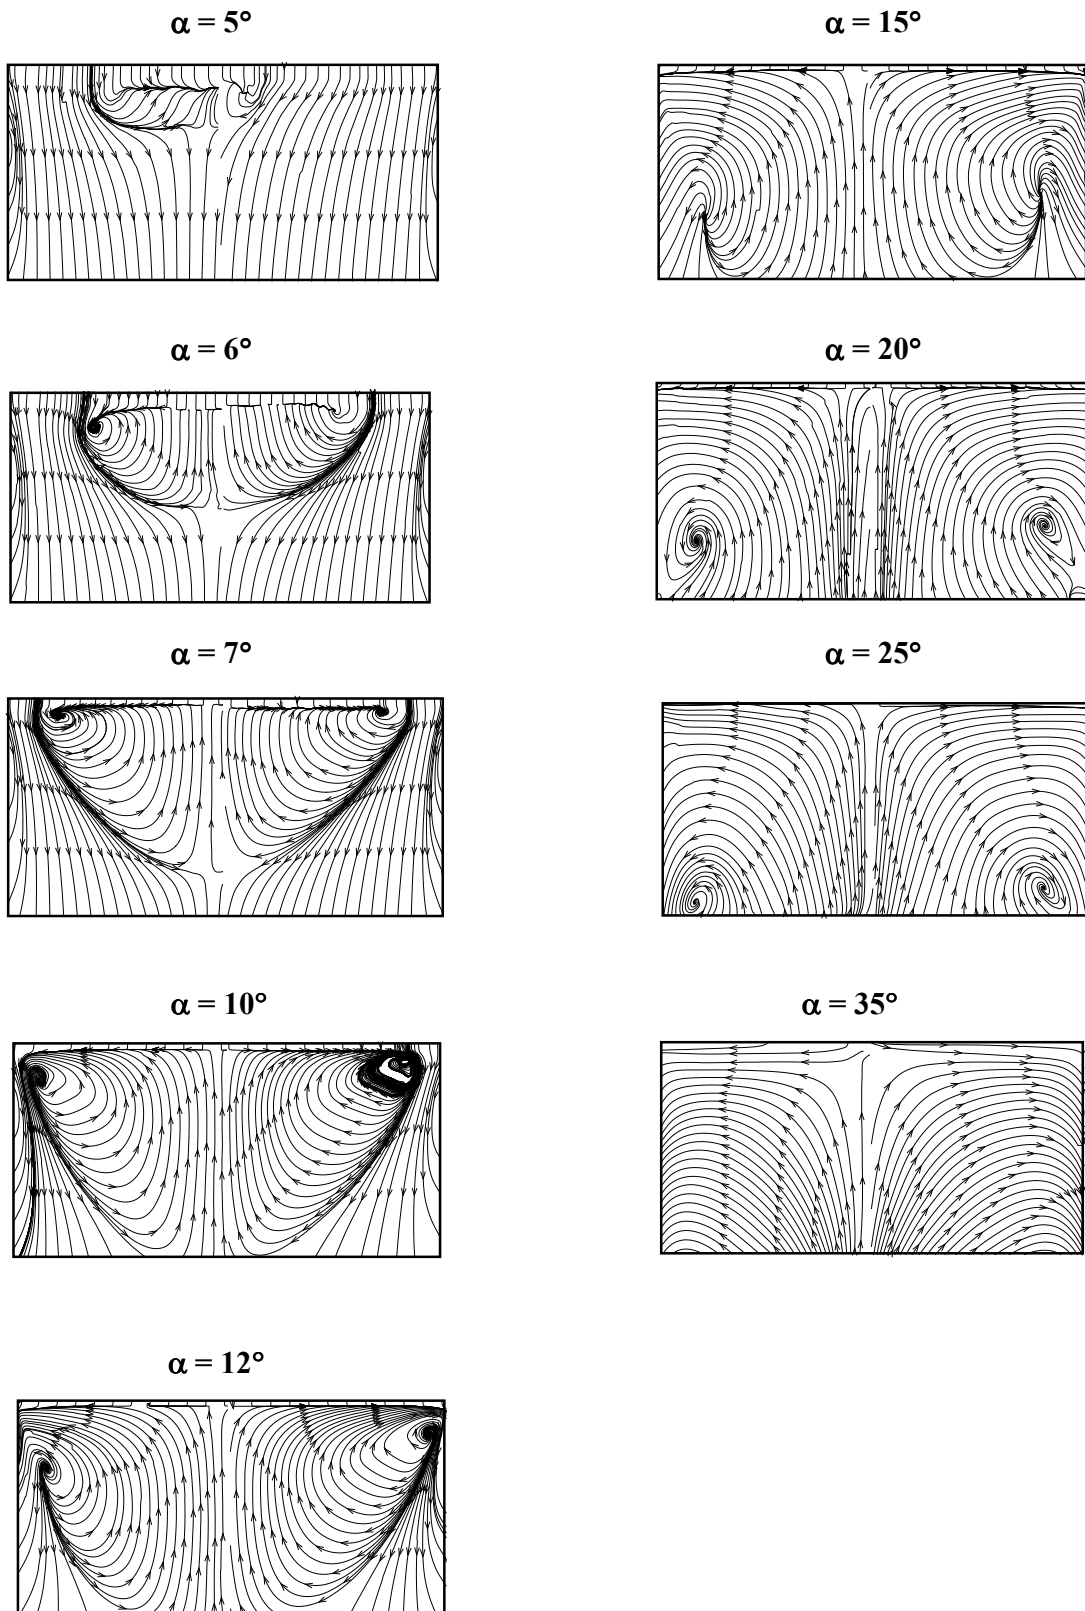 α = 5°
α = 15°
α = 6°
α = 20°
α = 7°
α = 25°
α = 10°
α = 35°
α = 12°